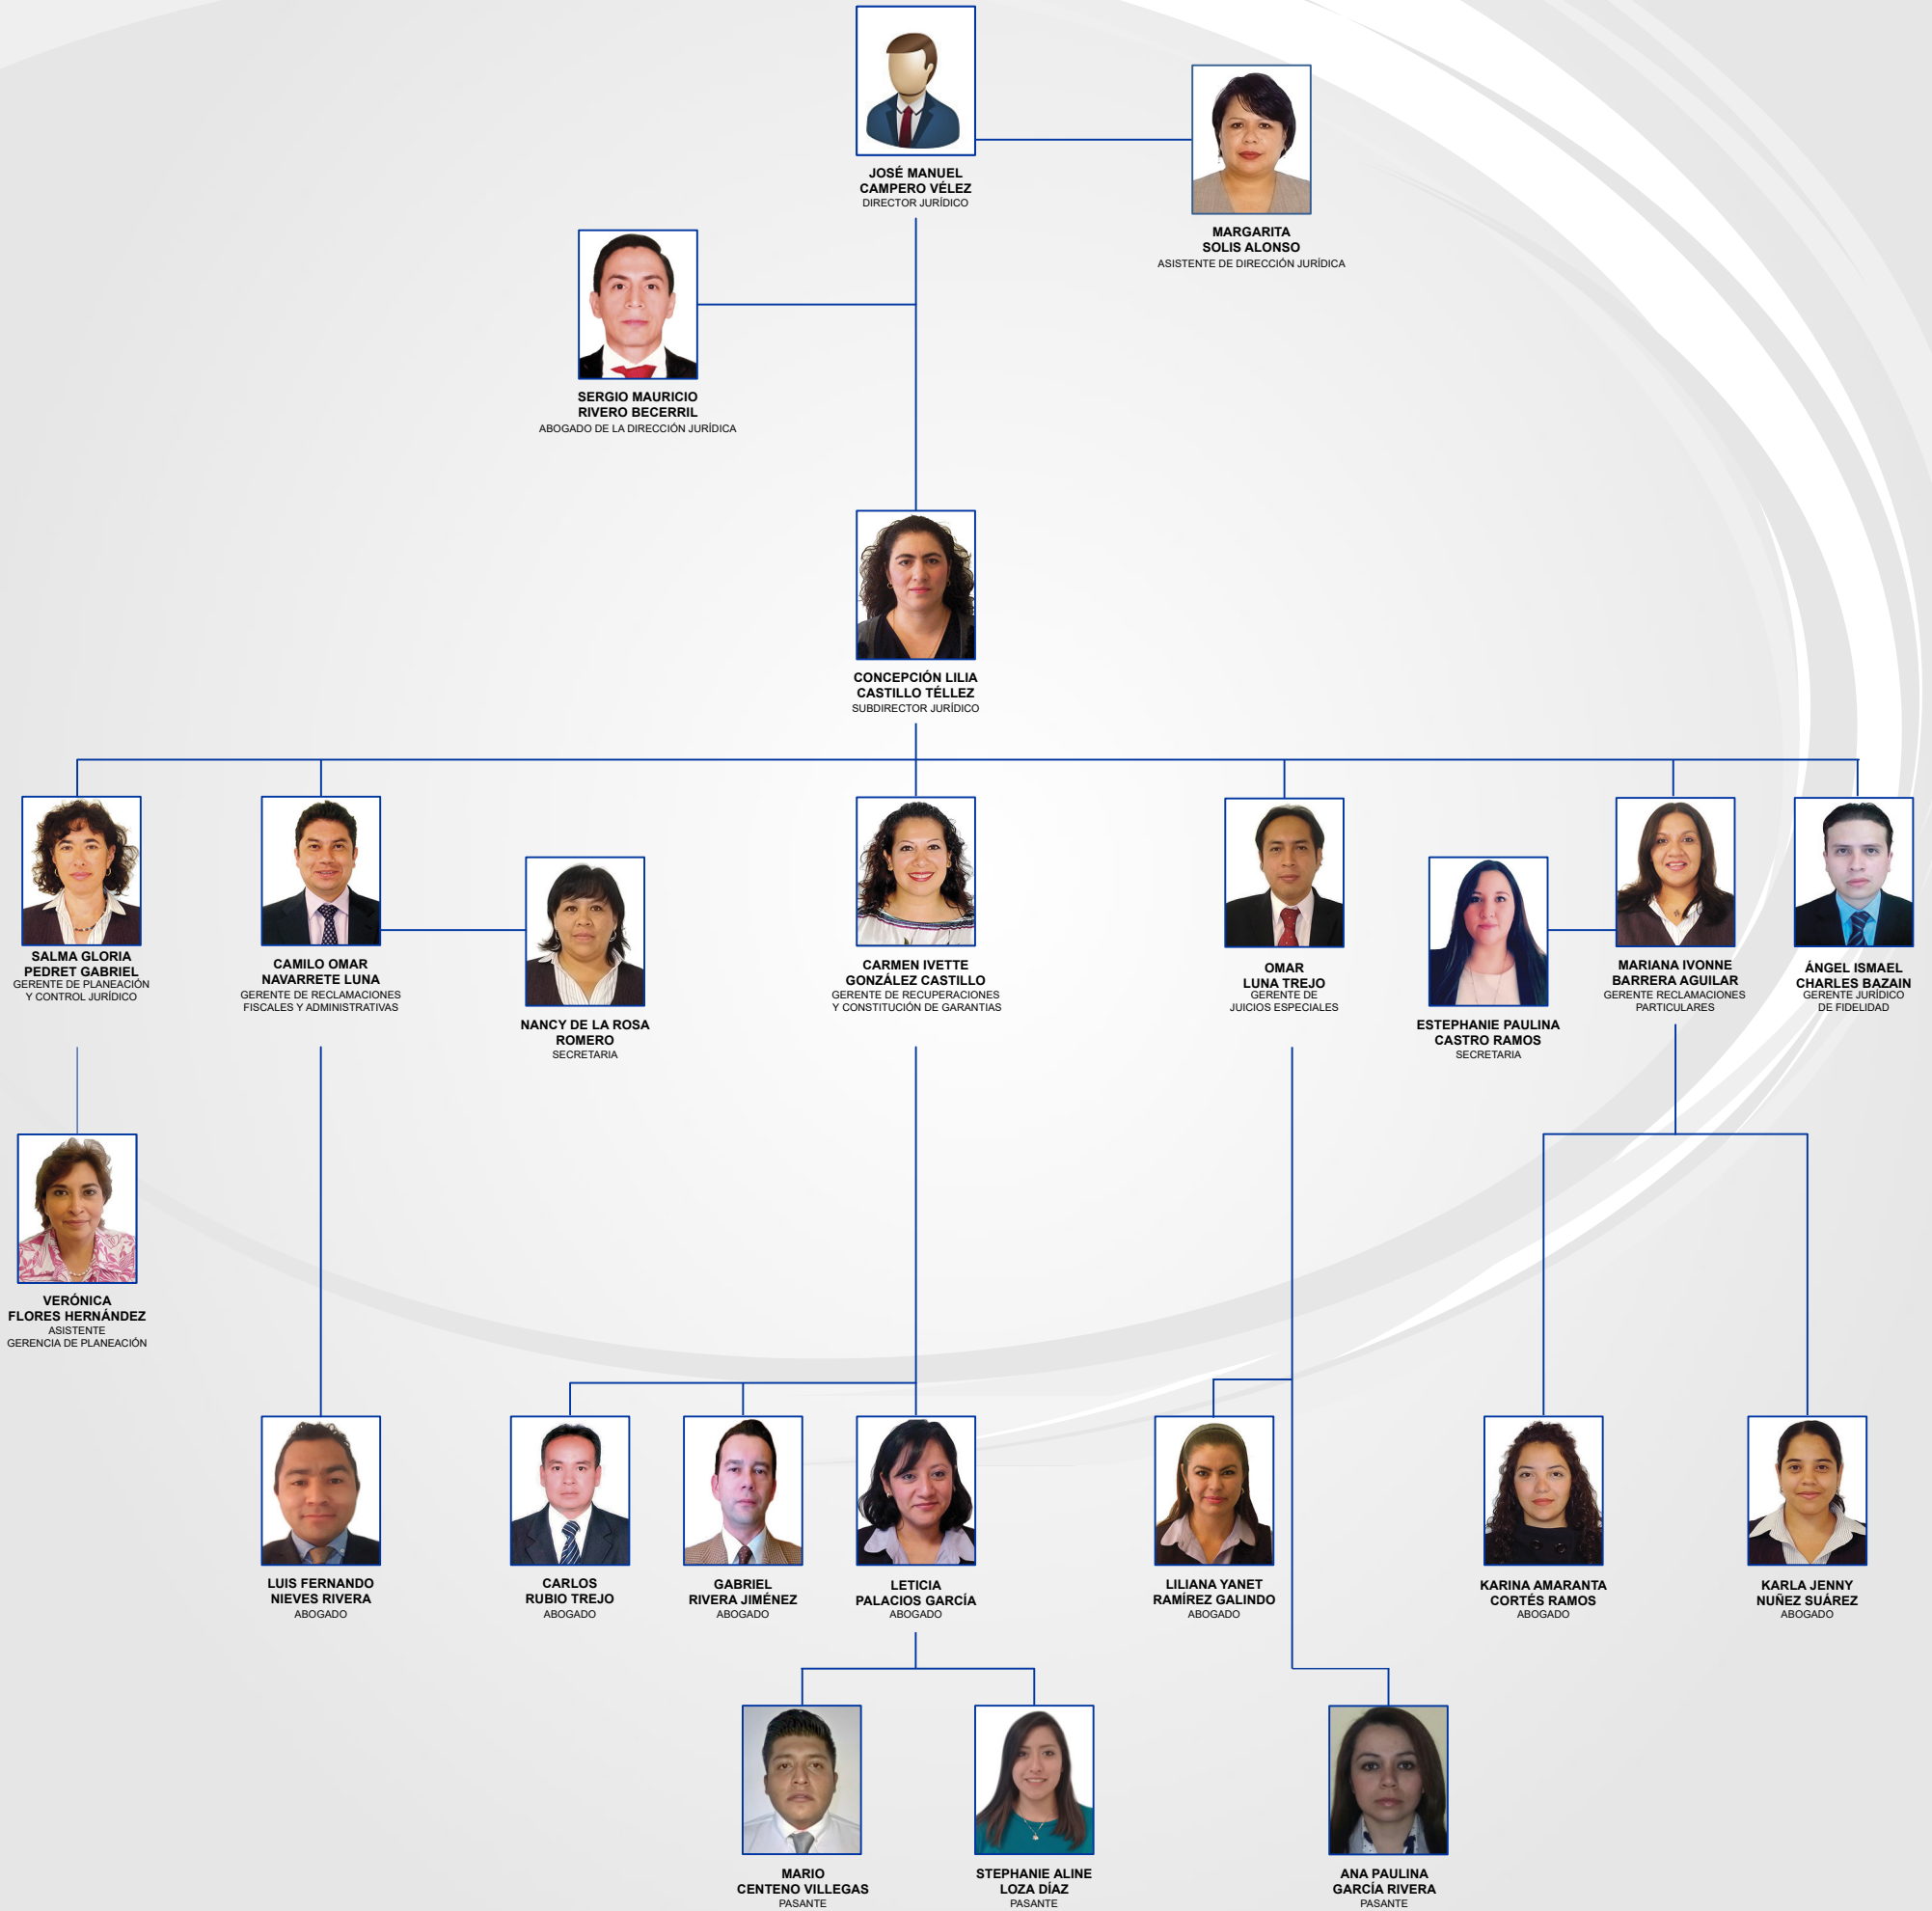 JOSÉ MANUEL
CAMPERO VÉLEZ
DIRECTOR JURÍDICO
MARGARITA
SOLIS ALONSO
ASISTENTE DE DIRECCIÓN JURÍDICA
SERGIO MAURICIO
RIVERO BECERRIL
ABOGADO DE LA DIRECCIÓN JURÍDICA
CONCEPCIÓN LILIA
CASTILLO TÉLLEZ
SUBDIRECTOR JURÍDICO
SALMA GLORIA
PEDRET GABRIEL
GERENTE DE PLANEACIÓN
Y CONTROL JURÍDICO
CAMILO OMAR
NAVARRETE LUNA
GERENTE DE RECLAMACIONES
FISCALES Y ADMINISTRATIVAS
NANCY DE LA ROSA
ROMERO
SECRETARIA
CARMEN IVETTE
GONZÁLEZ CASTILLO
GERENTE DE RECUPERACIONES
Y CONSTITUCIÓN DE GARANTIAS
OMAR
LUNA TREJO
GERENTE DE
JUICIOS ESPECIALES
ESTEPHANIE PAULINA
CASTRO RAMOS
SECRETARIA
MARIANA IVONNE
BARRERA AGUILAR
GERENTE RECLAMACIONES
PARTICULARES
ÁNGEL ISMAEL
CHARLES BAZAIN
GERENTE JURÍDICO
DE FIDELIDAD
VERÓNICA
FLORES HERNÁNDEZ
ASISTENTE
GERENCIA DE PLANEACIÓN
LUIS FERNANDO
NIEVES RIVERA
ABOGADO
CARLOS
RUBIO TREJO
ABOGADO
GABRIEL
RIVERA JIMÉNEZ
ABOGADO
LETICIA
PALACIOS GARCÍA
ABOGADO
LILIANA YANET
RAMÍREZ GALINDO
ABOGADO
KARINA AMARANTA
CORTÉS RAMOS
ABOGADO
KARLA JENNY
NUÑEZ SUÁREZ
ABOGADO
MARIO
CENTENO VILLEGAS
PASANTE
STEPHANIE ALINE
LOZA DÍAZ
PASANTE
ANA PAULINA
GARCÍA RIVERA
PASANTE